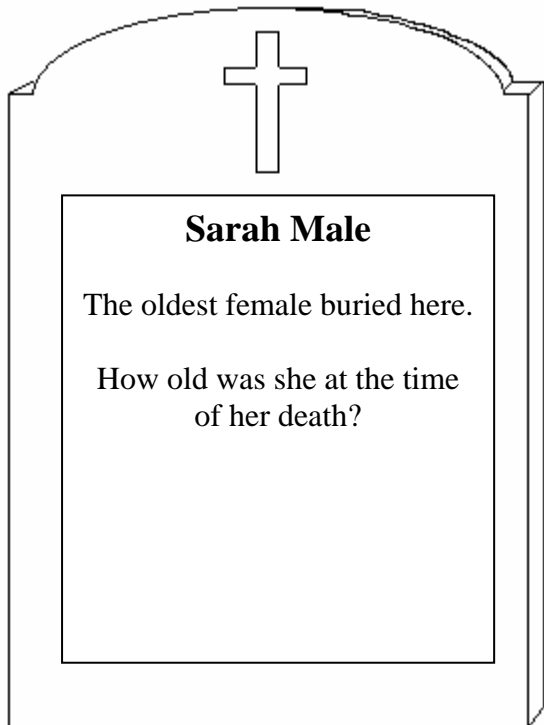 Sarah Male
The oldest female buried here.
How old was she at the time
of her death?